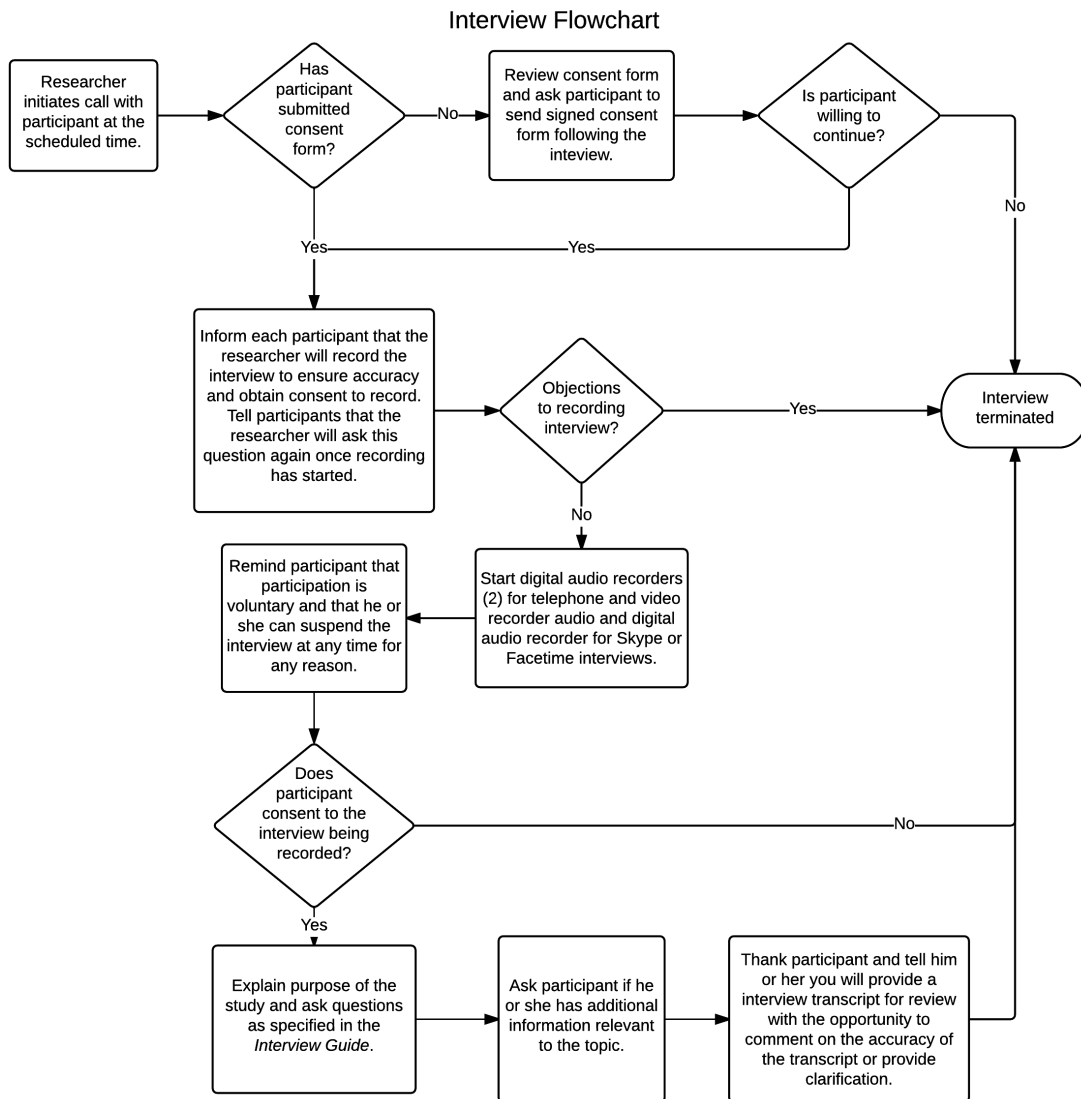 Interview Flowchart
Researcher
initiates call with
participant at the
scheduled time.
Has
participant
submitted
consent
form?
No
Review consent form
and ask participant to
send signed consent
form following the
inteview.
Is participant
willing to
continue?
No
Yes
Yes
Inform each participant that the
researcher will record the
interview to ensure accuracy
and obtain consent to record.
Tell participants that the
researcher will ask this
question again once recording
has started.
Objections
to recording
interview?
Yes
Interview
terminated
No
Start digital audio recorders
(2) for telephone and video
recorder audio and digital
audio recorder for Skype or
Facetime interviews.
Remind participant that
participation is
voluntary and that he or
she can suspend the
interview at any time for
any reason.
Does
participant
consent to the
interview being
recorded?
No
Yes
Explain purpose of the
study and ask questions
as specified in the
Interview Guide.
Ask participant if he
or she has additional
information relevant
to the topic.
Thank participant and tell him
or her you will provide a
interview transcript for review
with the opportunity to
comment on the accuracy of
the transcript or provide
clarification.